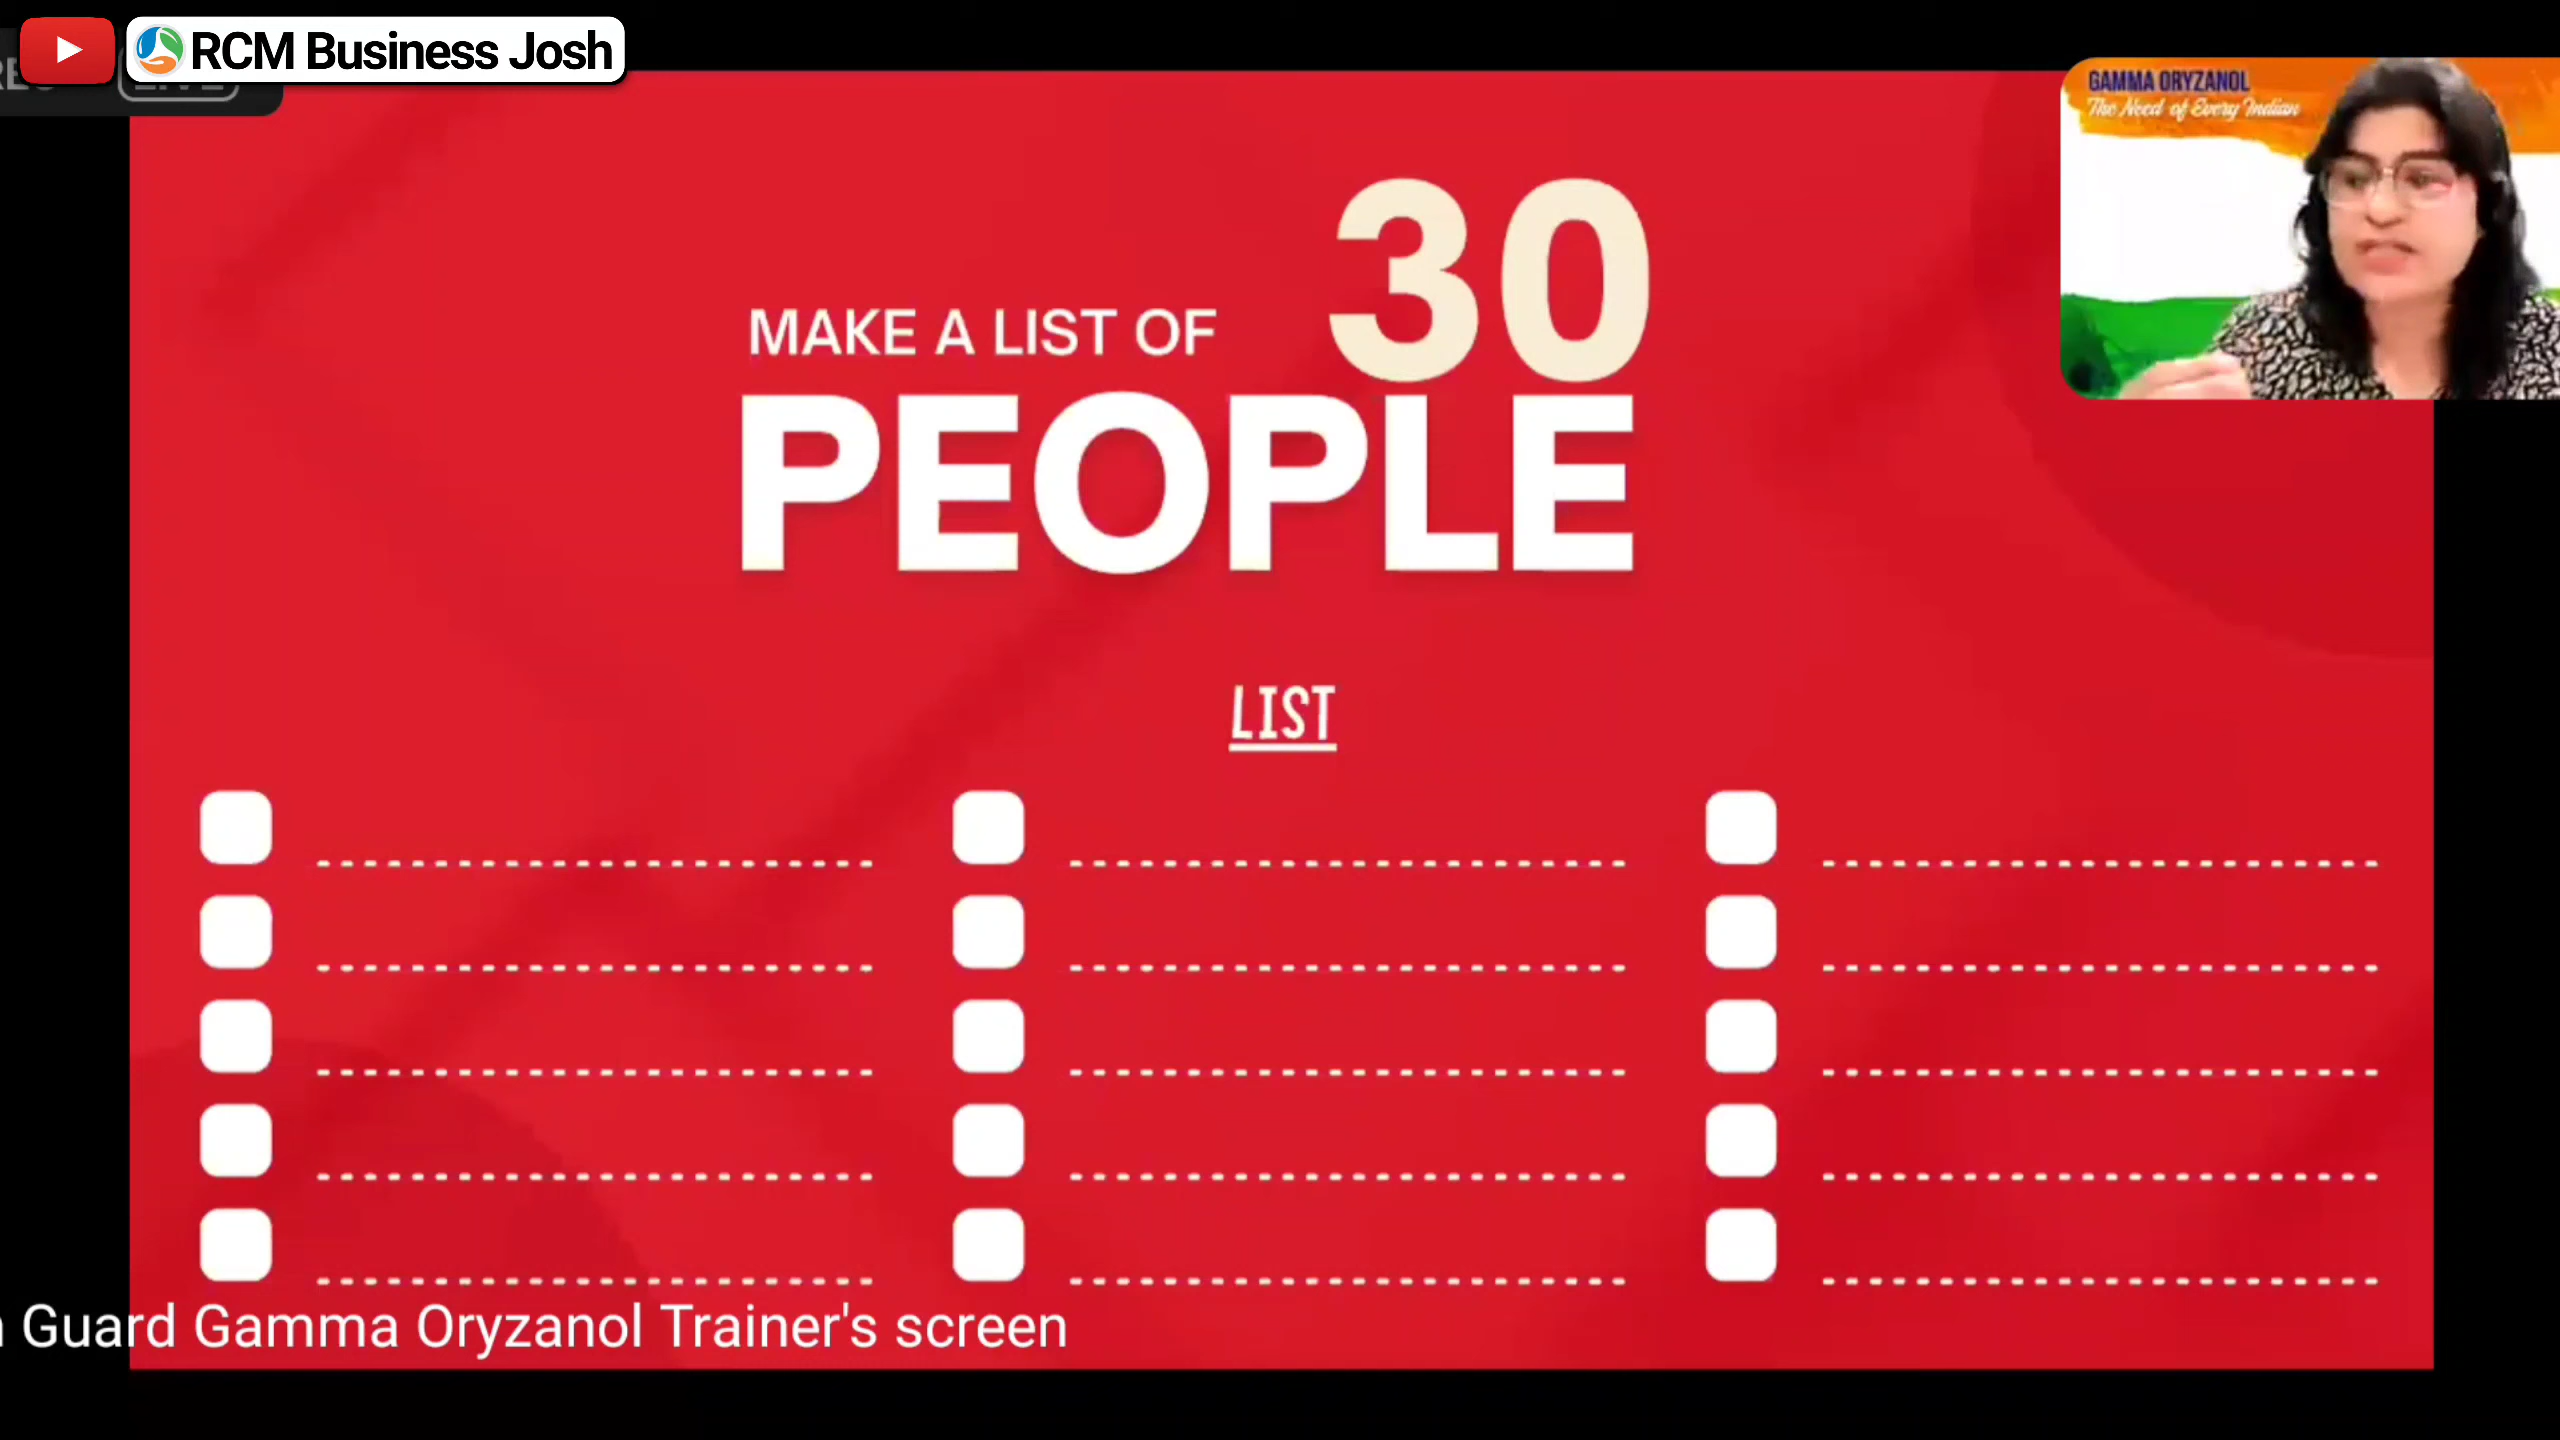 RCM Business Josh
GAMMA ORYZANOL
The Need of Every Indian
MAKE A LIST OF 30
PEOPLE
LIST
Guard Gamma Oryzanol Trainer's screen